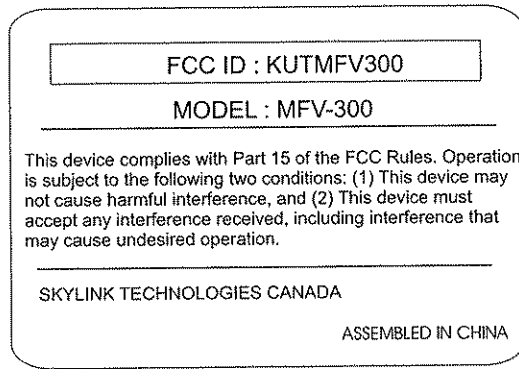 FCC ID : KUTMFV300
MODEL : MFV-300
This device complies with Part 15 of the FCC Rules. Operation
is subject to the following two conditions: (1) This device may
not cause harmful interference, and (2) This device must
accept any interference received, including interference that
may cause undesired operation.
SKYLINK TECHNOLOGIES CANADA
ASSEMBLED IN CHINA